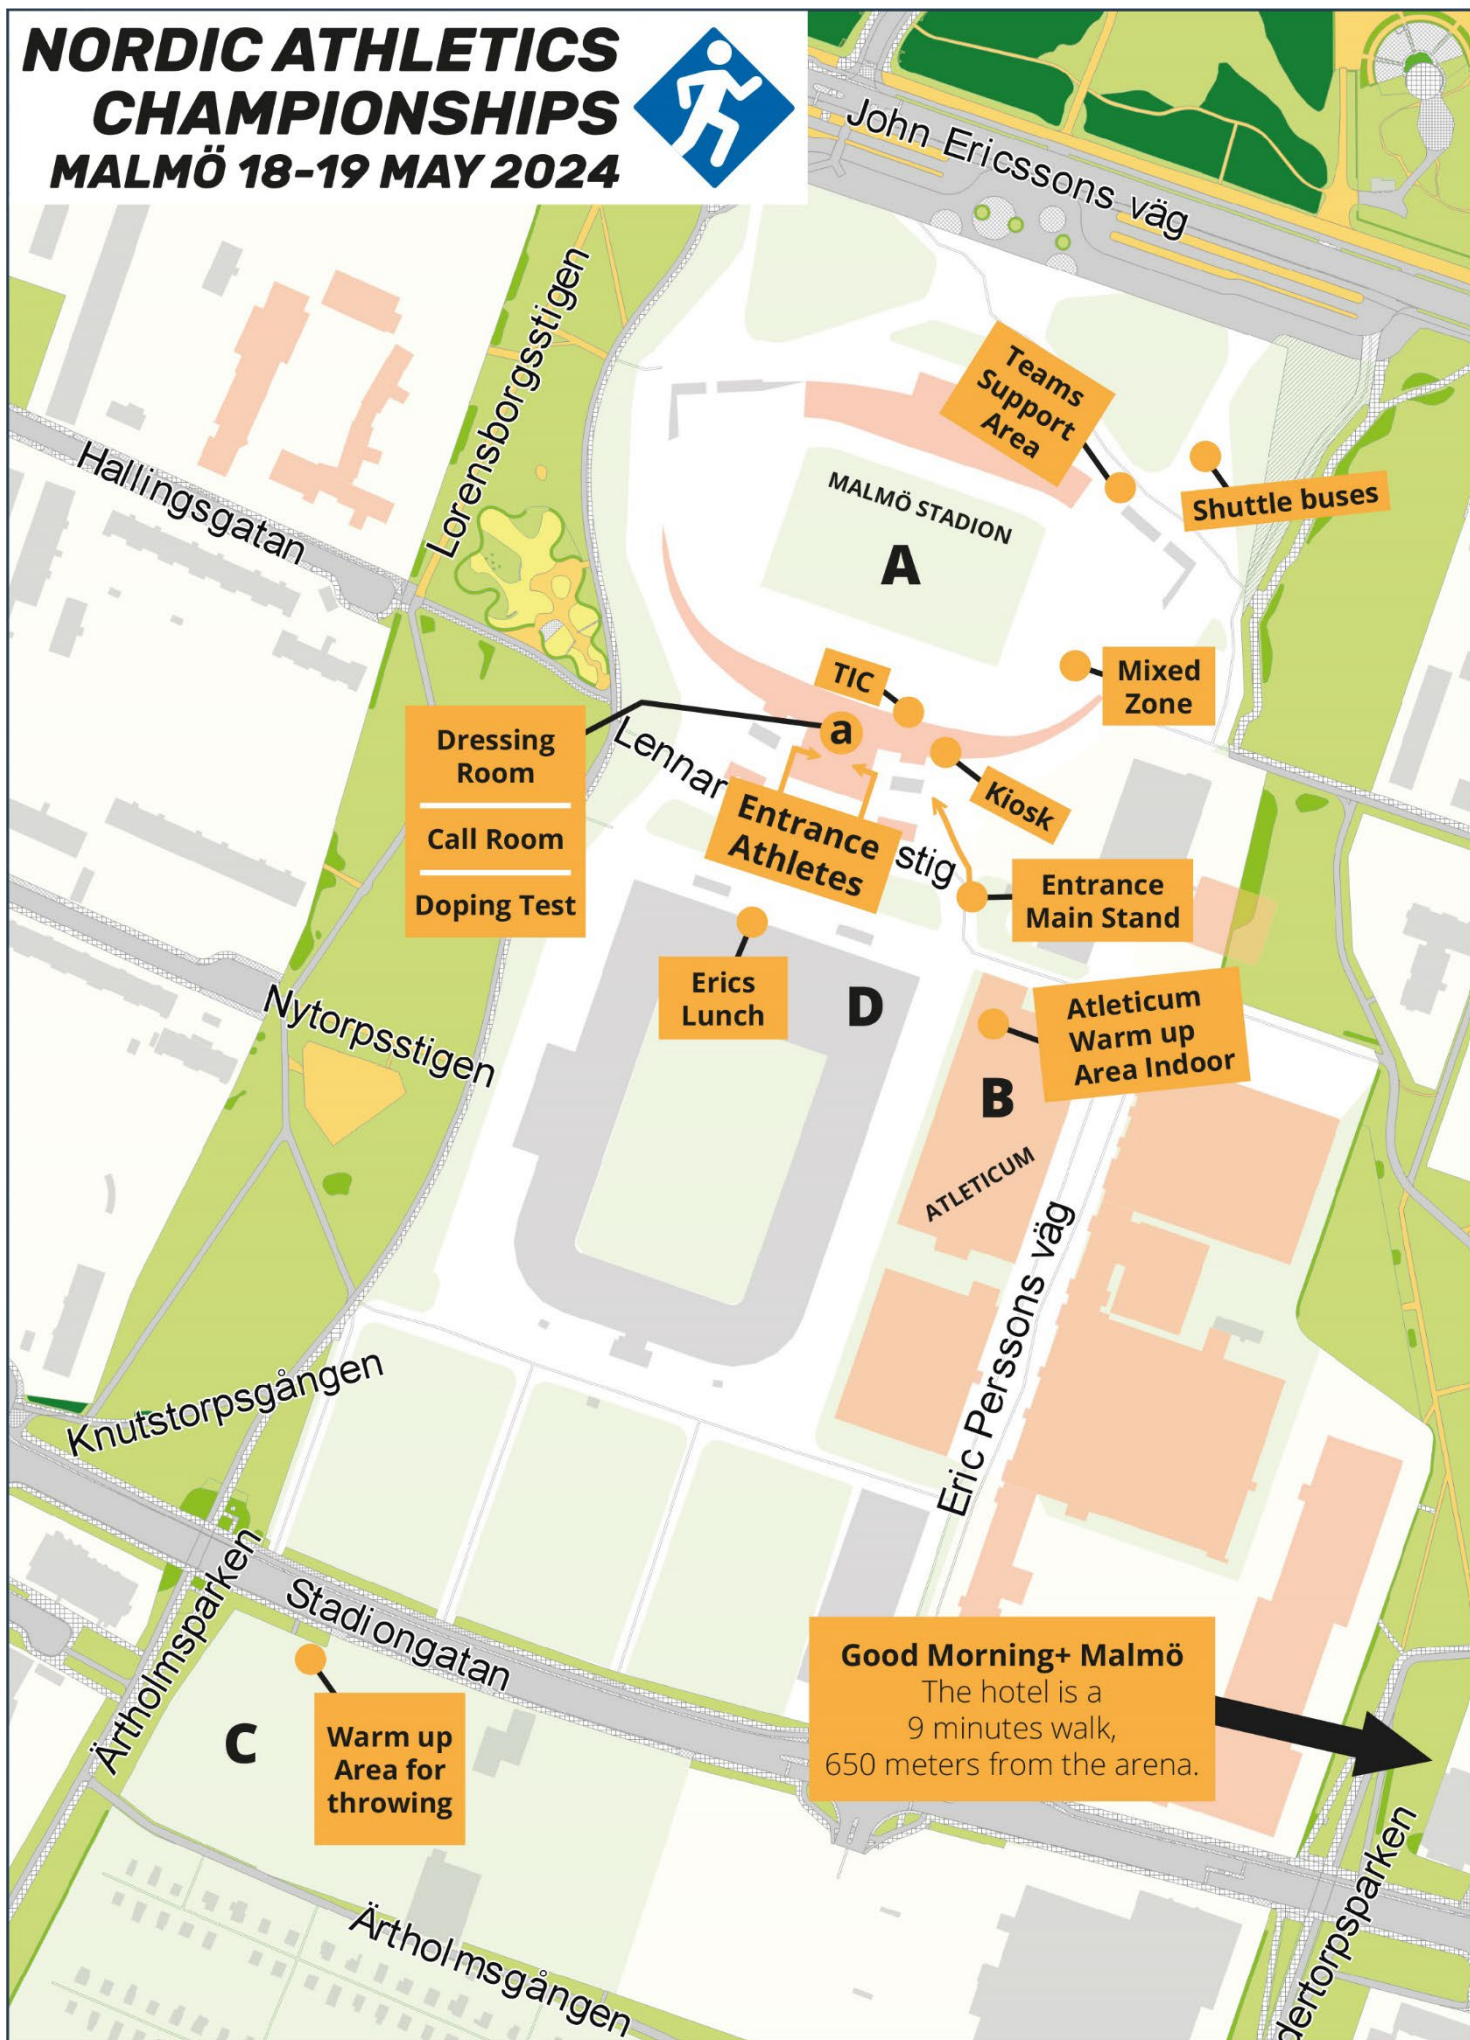 NORDIC ATHLETICS
CHAMPIONSHIPS
MALMÖ 18-19 MAY 2024
John Ericssons väg
Lorensborgsstigen
Hallingsgatan
Teams
Support
Area
Shuttle buses
MALMÖ STADION
A
TIC
Mixed
Zone
a
Dressing
Room
Call Room
Doping Test
Lennar
stig
Kiosk
Entrance
Athletes
Entrance
Main Stand
Erics
Lunch
D
Atleticum
Warm up
Area Indoor
B
ATLETICUM
Nytorpsstigen
Eric Perssons väg
Knutstorpsgången
Ärtholmsparken
Stadiongatan
C
Warm up
Area for
throwing
Good Morning+ Malmö
The hotel is a
9 minutes walk,
650 meters from the arena.
Ärtholmsgången
dertorpsparken